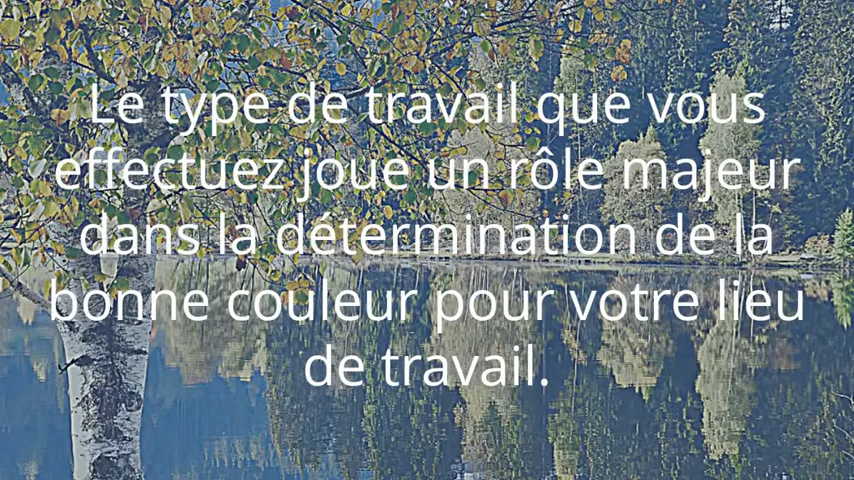 Le type de travail que vous
effectuez joue un rôle majeur
dans la détermination de la
bonne couleur pour votre lieu
de travail.